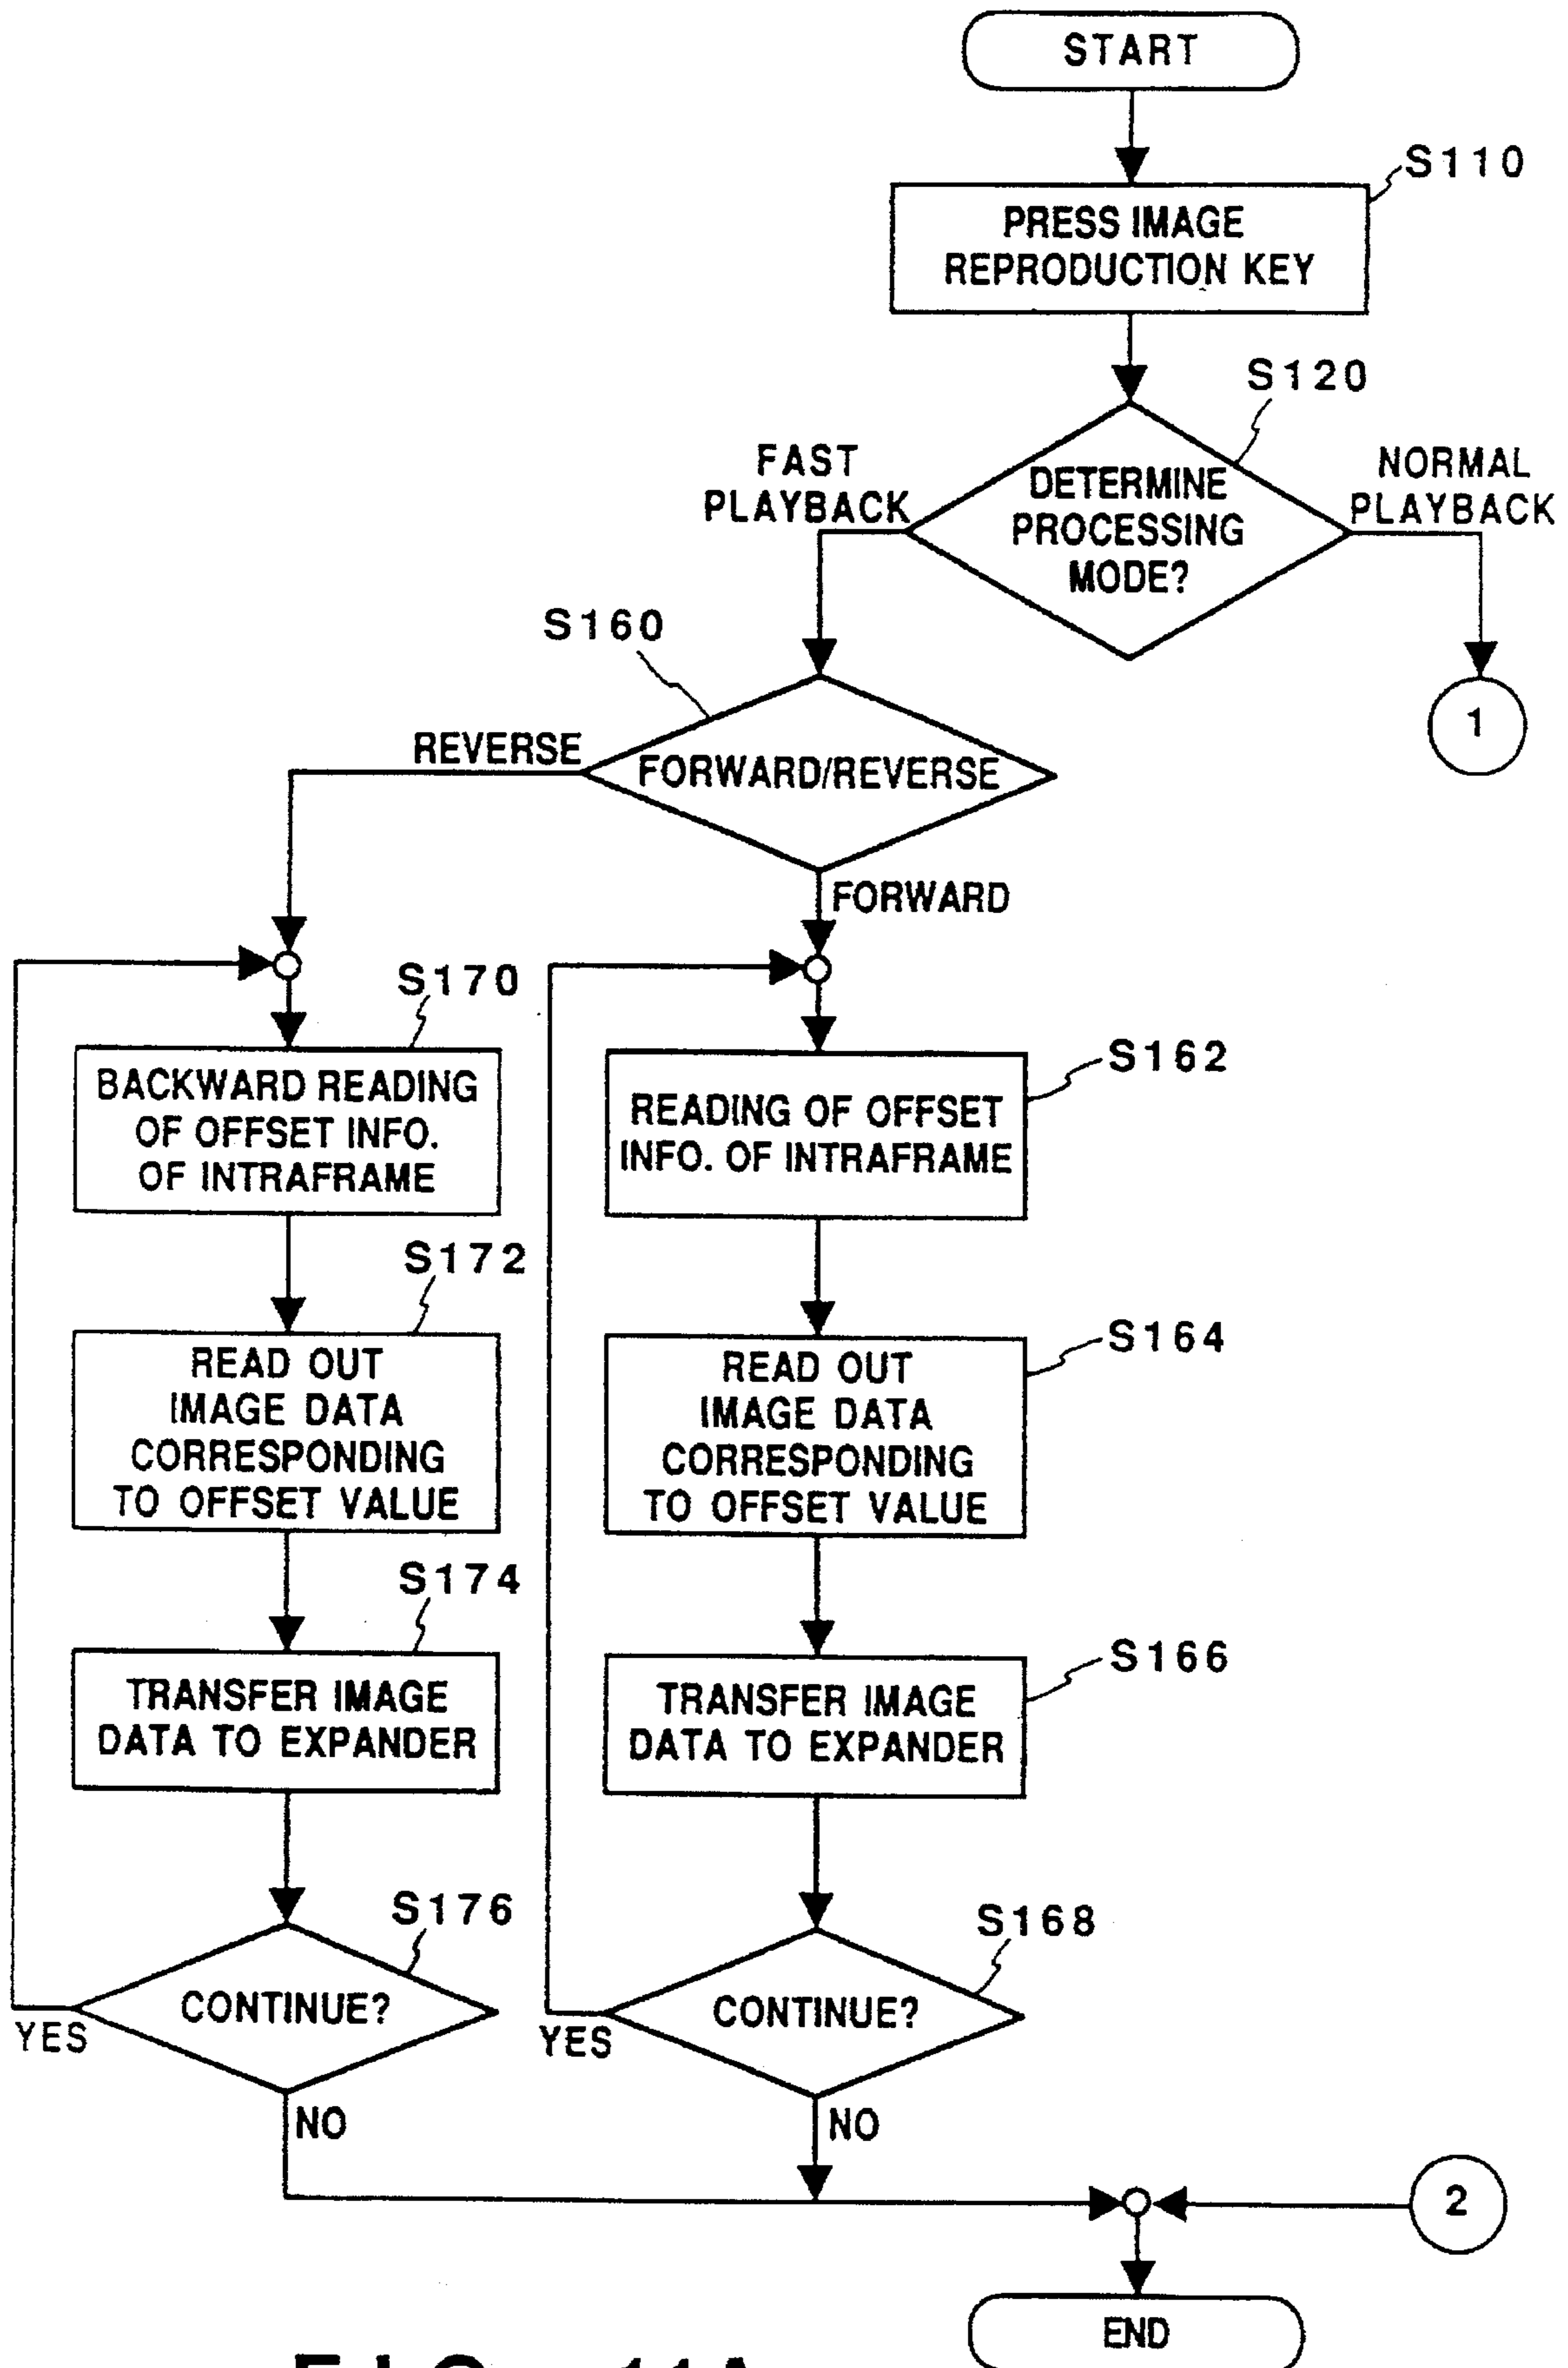 START
S110
PRESS IMAGE
REPRODUCTION KEY
S120
FAST
PLAYBACK
DETERMINE
PROCESSING
MODE?
NORMAL
PLAYBACK
S160
1
REVERSE
FORWARD/REVERSE
FORWARD
S170
BACKWARD READING
OF OFFSET INFO.
OF INTRAFRAME
S162
READING OF OFFSET
INFO. OF INTRAFRAME
S172
READ OUT
IMAGE DATA
CORRESPONDING
TO OFFSET VALUE
S164
READ OUT
IMAGE DATA
CORRESPONDING
TO OFFSET VALUE
S174
TRANSFER IMAGE
DATA TO EXPANDER
S166
TRANSFER IMAGE
DATA TO EXPANDER
S176
CONTINUE?
YES
NO
S168
CONTINUE?
YES
NO
2
END
FIG. 11A